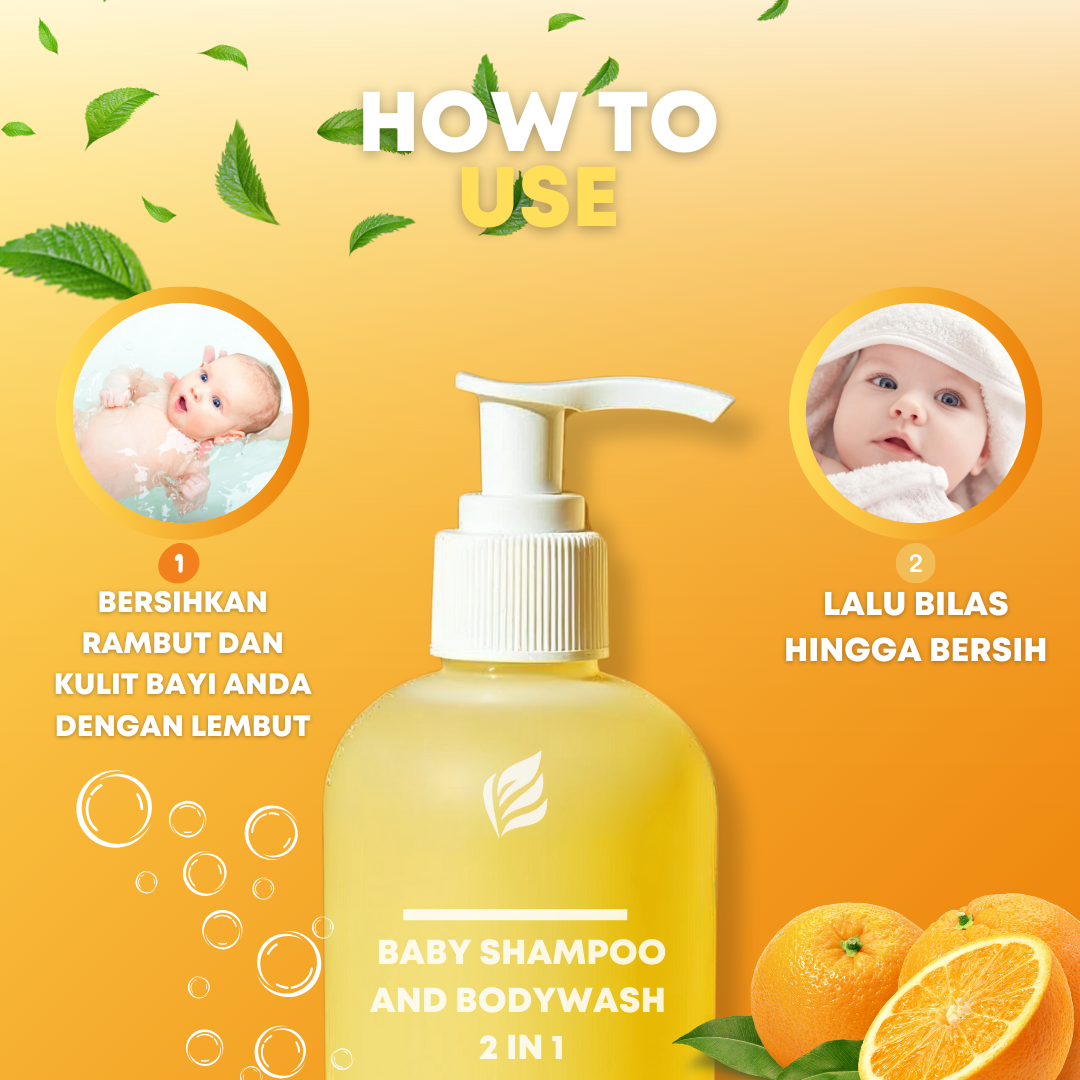 HOW TO
USE
1
BERSIHKAN
RAMBUT DAN
KULIT BAYI ANDA
DENGAN LEMBUT
2
LALU BILAS
HINGGA BERSIH
BABY SHAMPOO
AND BODYWASH
2 IN 1